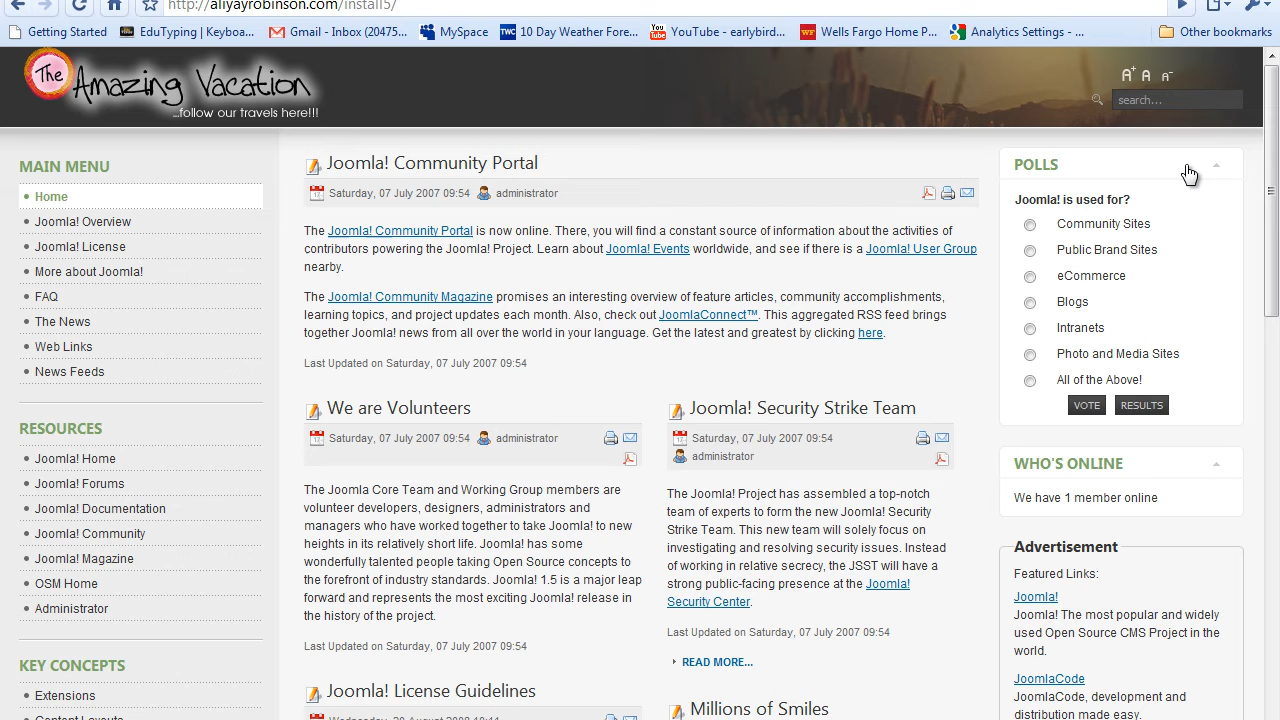 http://aliyayrobinson.com/install5/
Getting Started
EduTyping | Keyboa...
Gmail - Inbox (20475...
MySpace
TWC 10 Day Weather Fore...
You Tube YouTube - earlybird...
WF Wells Fargo Home P...
Analytics Settings - ...
Other bookmarks
The Amazing Vacation
...follow our travels here!!!
A+ A A-
search...
MAIN MENU
Home
Joomla! Overview
Joomla! License
More about Joomla!
FAQ
The News
Web Links
News Feeds
RESOURCES
Joomla! Home
Joomla! Forums
Joomla! Documentation
Joomla! Community
Joomla! Magazine
OSM Home
Administrator
KEY CONCEPTS
Extensions
Content Layouts
Joomla! Community Portal
Saturday, 07 July 2007 09:54 administrator
The Joomla! Community Portal is now online. There, you will find a constant source of information about the activities of
contributors powering the Joomla! Project. Learn about Joomla! Events worldwide, and see if there is a Joomla! User Group
nearby.
The Joomla! Community Magazine promises an interesting overview of feature articles, community accomplishments,
learning topics, and project updates each month. Also, check out JoomlaConnect™. This aggregated RSS feed brings
together Joomla! news from all over the world in your language. Get the latest and greatest by clicking here.
Last Updated on Saturday, 07 July 2007 09:54
We are Volunteers
Saturday, 07 July 2007 09:54 administrator
The Joomla Core Team and Working Group members are
volunteer developers, designers, administrators and
managers who have worked together to take Joomla! to new
heights in its relatively short life. Joomla! has some
wonderfully talented people taking Open Source concepts to
the forefront of industry standards. Joomla! 1.5 is a major leap
forward and represents the most exciting Joomla! release in
the history of the project.
Last Updated on Saturday, 07 July 2007 09:54
Joomla! License Guidelines
Joomla! Security Strike Team
Saturday, 07 July 2007 09:54
administrator
The Joomla! Project has assembled a top-notch
team of experts to form the new Joomla! Security
Strike Team. This new team will solely focus on
investigating and resolving security issues. Instead
of working in relative secrecy, the JSST will have a
strong public-facing presence at the Joomla!
Security Center.
Last Updated on Saturday, 07 July 2007 09:54
READ MORE...
Millions of Smiles
POLLS
Joomla! is used for?
Community Sites
Public Brand Sites
eCommerce
Blogs
Intranets
Photo and Media Sites
All of the Above!
VOTE RESULTS
WHO'S ONLINE
We have 1 member online
Advertisement
Featured Links:
Joomla!
Joomla! The most popular and widely
used Open Source CMS Project in the
world.
JoomlaCode
JoomlaCode, development and
distribution made easy.